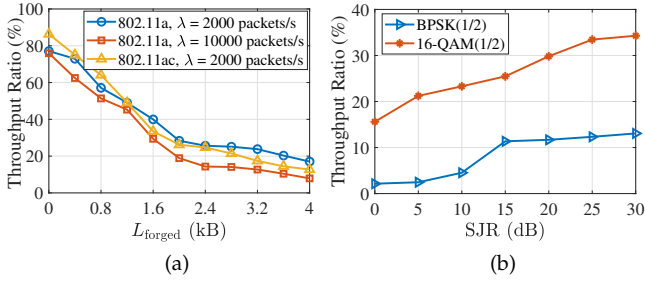 Throughput Ratio (%)
100
80
60
40
20
0
802.11a, λ = 2000 packets/s
802.11a, λ = 10000 packets/s
802.11ac, λ = 2000 packets/s
0 0.8 1.6 2.4 3.2 4
L_forged (kB)
(a)
Throughput Ratio (%)
40
30
20
10
0
BPSK(1/2)
16-QAM(1/2)
0 5 10 15 20 25 30
SJR (dB)
(b)